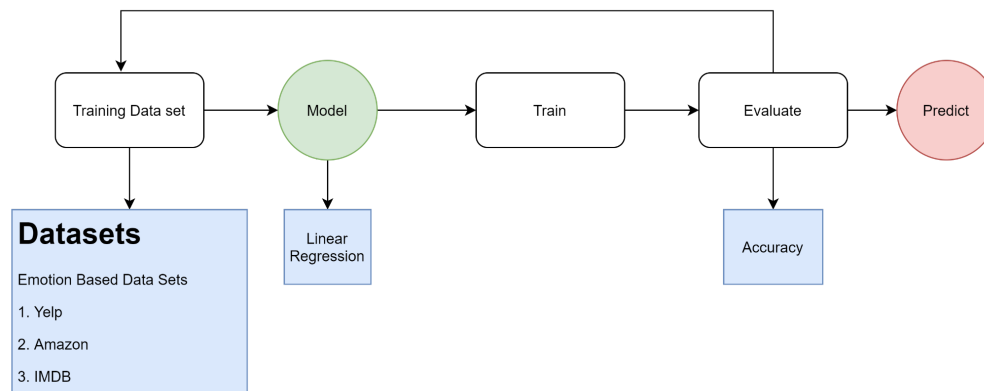 Training Data set
Model
Train
Evaluate
Predict
Datasets
Emotion Based Data Sets
1. Yelp
2. Amazon
3. IMDB
Linear
Regression
Accuracy